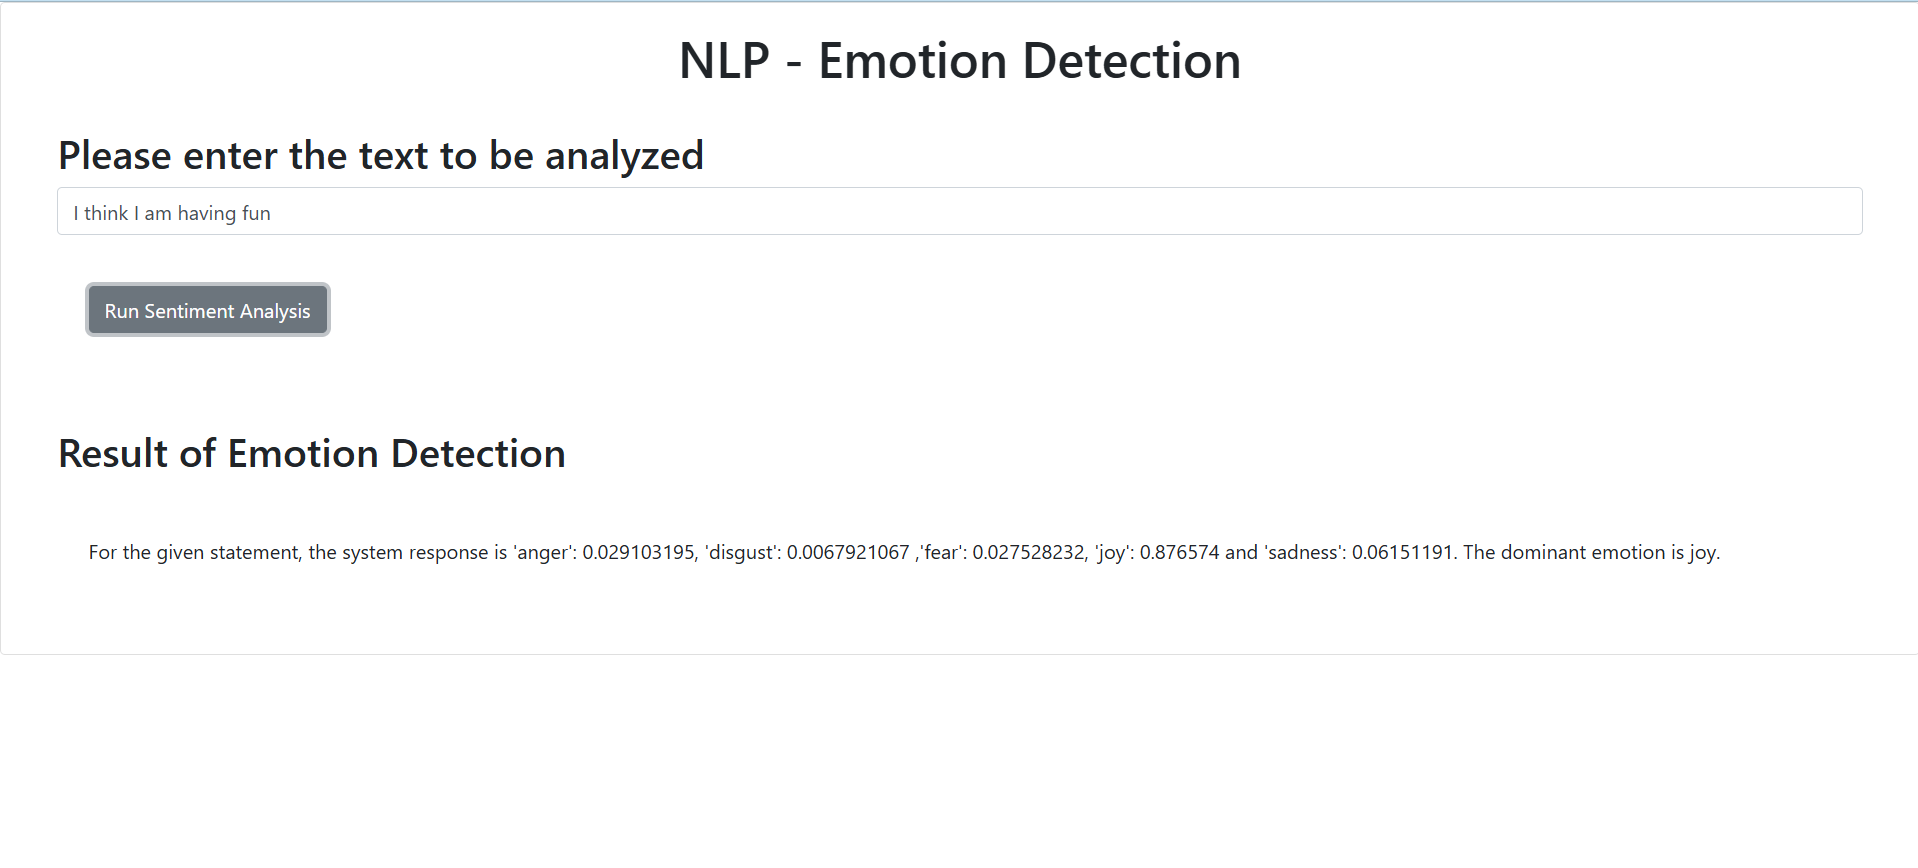 NLP - Emotion Detection
Please enter the text to be analyzed
I think I am having fun
Run Sentiment Analysis
Result of Emotion Detection
For the given statement, the system response is 'anger': 0.029103195, 'disgust': 0.0067921067 ,'fear': 0.027528232, 'joy': 0.876574 and 'sadness': 0.06151191. The dominant emotion is joy.